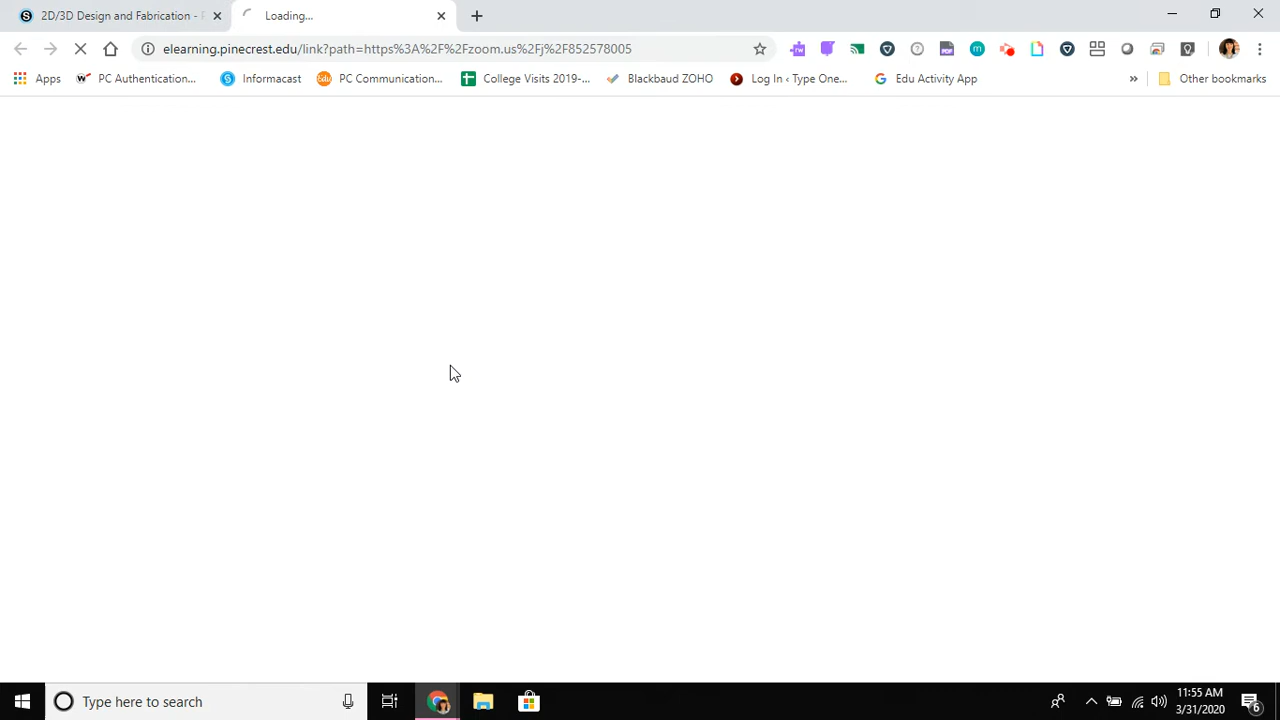 2D/3D Design and Fabrication -
Loading...
elearning.pinecrest.edu/link?path=https%3A%2F%2Fzoom.us%2Fj%2F852578005
Apps
PC Authentication...
Informacast
PC Communication...
College Visits 2019-...
Blackbaud ZOHO
Log In ‹ Type One...
Edu Activity App
»
Other bookmarks
Type here to search
11:55 AM
3/31/2020
6